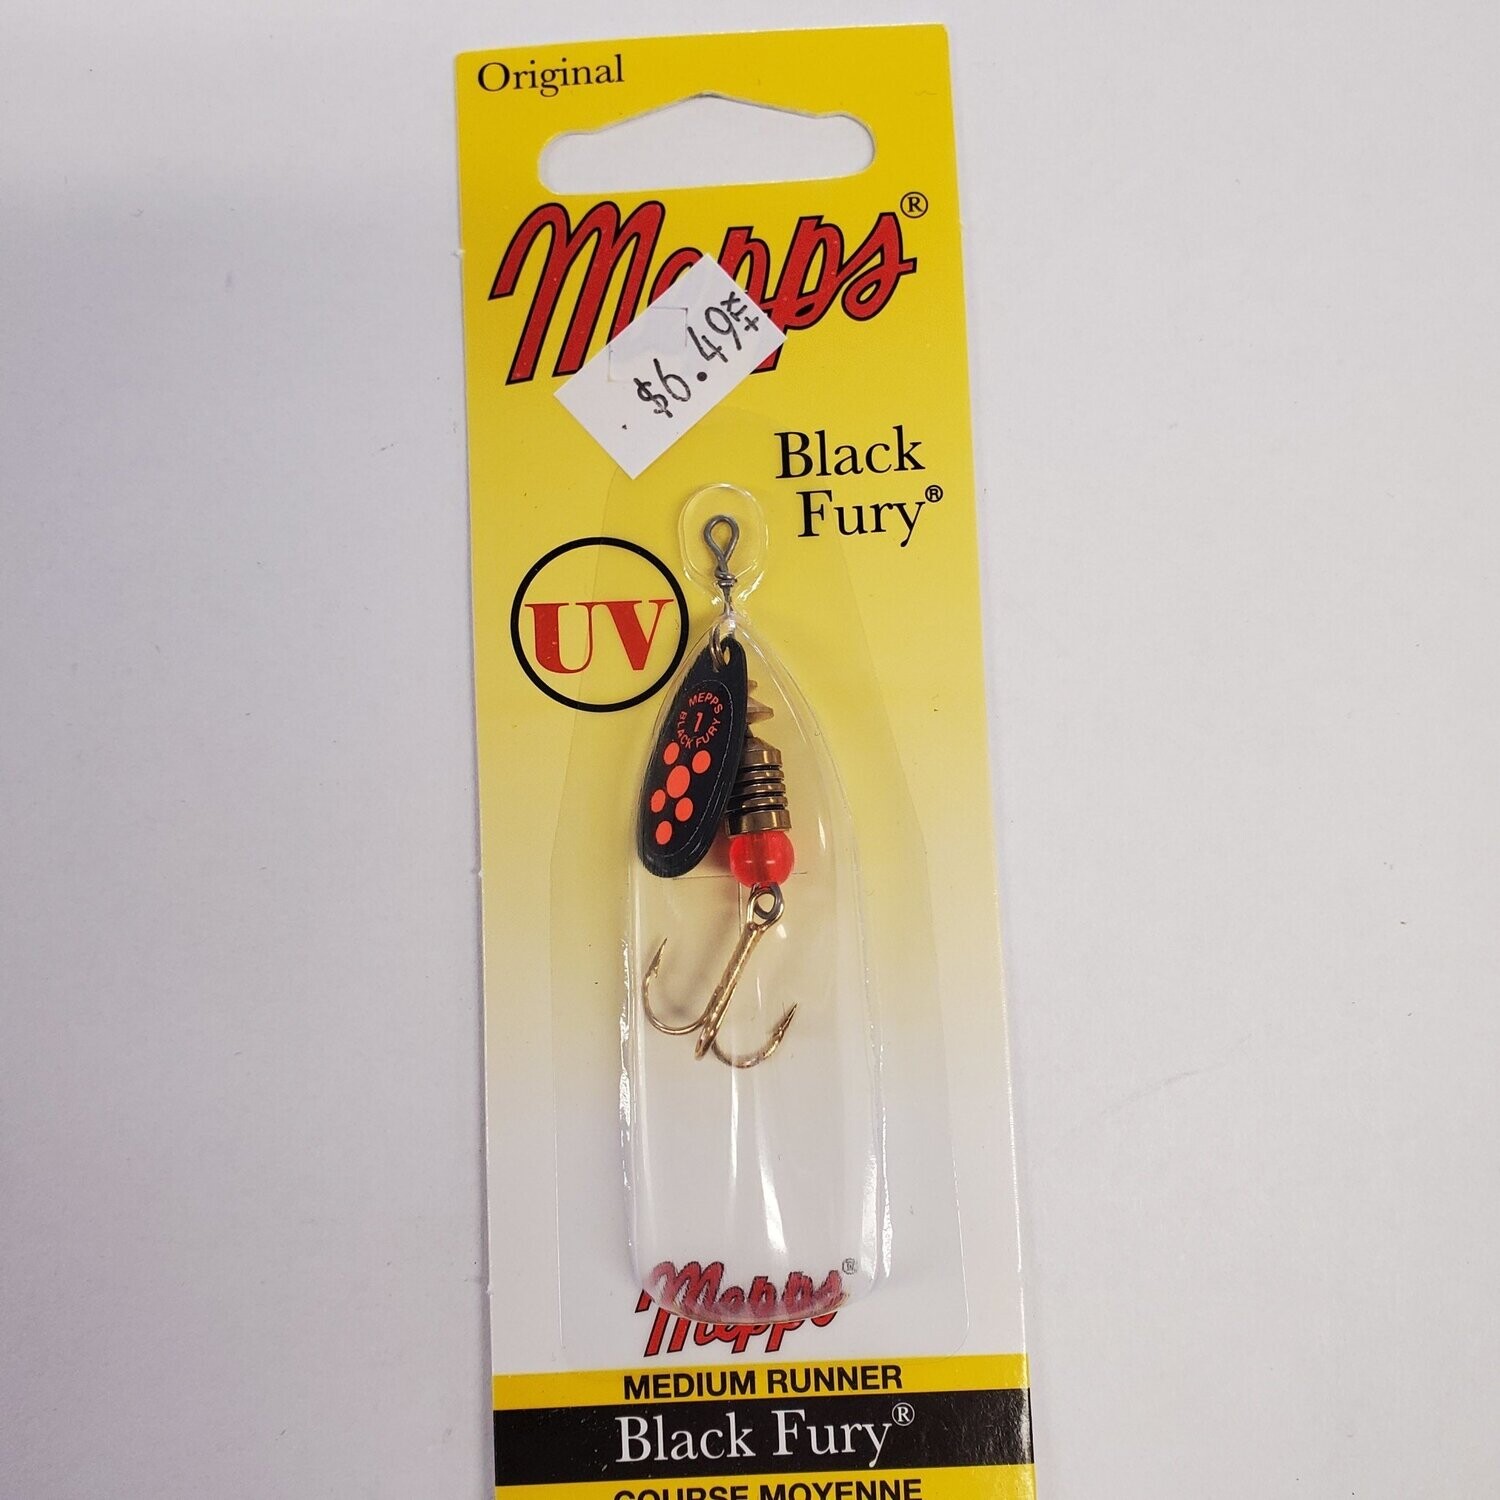 Original
Mepps®
$6.49 +TX
Black
Fury®
UV
MEPPS
1
BLACK FURY
Mepps®
MEDIUM RUNNER
Black Fury®
COURSE MOYENNE